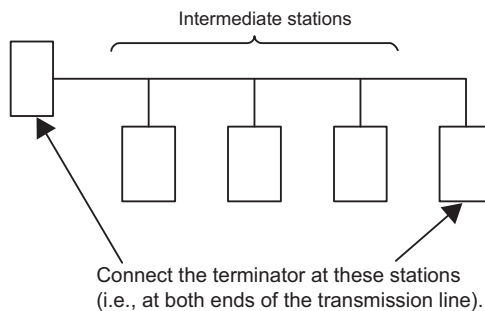 Intermediate stations
Connect the terminator at these stations
(i.e., at both ends of the transmission line).